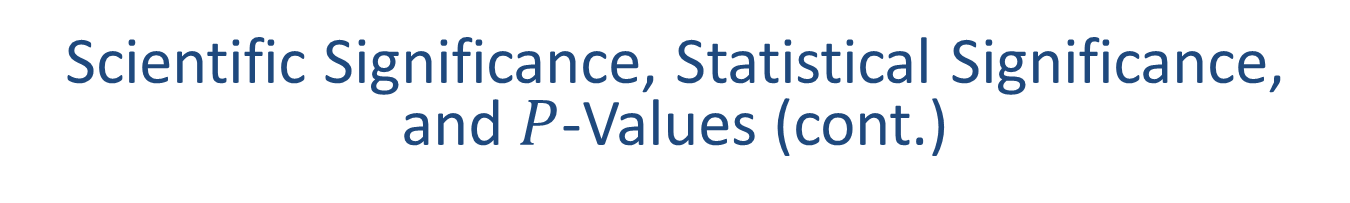 Scientific Significance, Statistical Significance,
and P-Values (cont.)